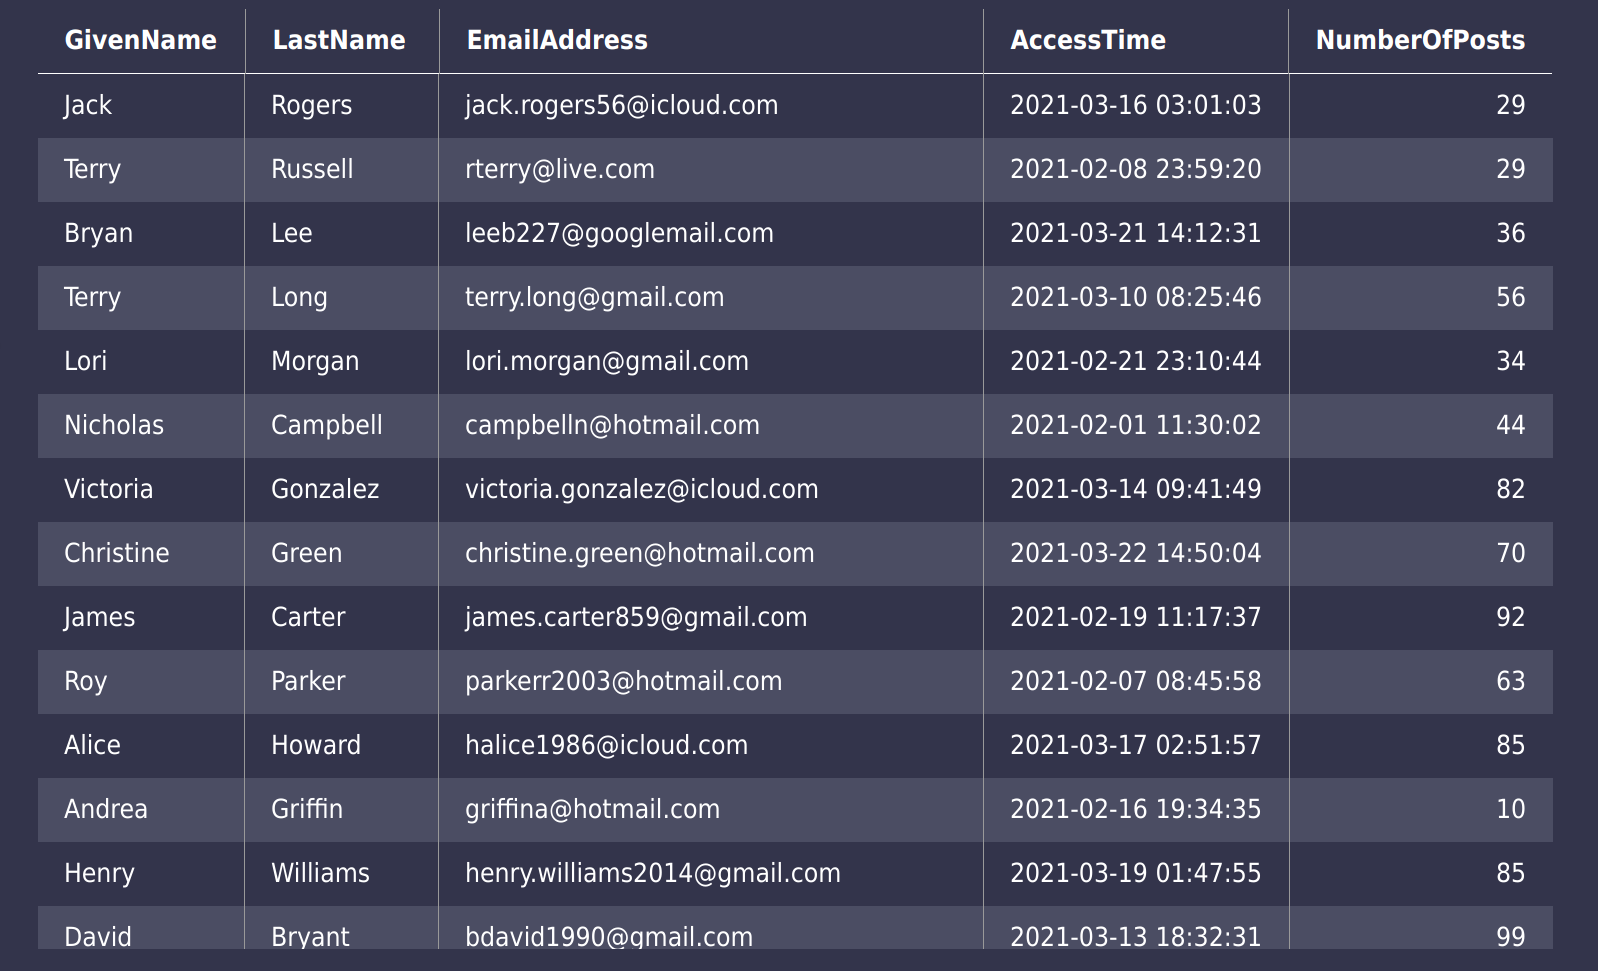 GivenName LastName EmailAddress AccessTime NumberOfPosts
Jack Rogers jack.rogers56@icloud.com 2021-03-16 03:01:03 29
Terry Russell rterry@live.com 2021-02-08 23:59:20 29
Bryan Lee leeb227@googlemail.com 2021-03-21 14:12:31 36
Terry Long terry.long@gmail.com 2021-03-10 08:25:46 56
Lori Morgan lori.morgan@gmail.com 2021-02-21 23:10:44 34
Nicholas Campbell campbelln@hotmail.com 2021-02-01 11:30:02 44
Victoria Gonzalez victoria.gonzalez@icloud.com 2021-03-14 09:41:49 82
Christine Green christine.green@hotmail.com 2021-03-22 14:50:04 70
James Carter james.carter859@gmail.com 2021-02-19 11:17:37 92
Roy Parker parkerr2003@hotmail.com 2021-02-07 08:45:58 63
Alice Howard halice1986@icloud.com 2021-03-17 02:51:57 85
Andrea Griffin griffina@hotmail.com 2021-02-16 19:34:35 10
Henry Williams henry.williams2014@gmail.com 2021-03-19 01:47:55 85
David Bryant bdavid1990@gmail.com 2021-03-13 18:32:31 99